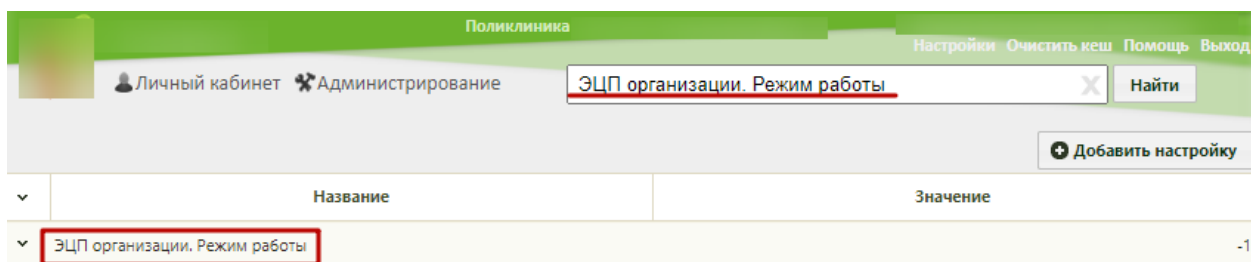 Поликлиника
Настройки Очистить кеш Помощь Выход
Личный кабинет Администрирование ЭЦП организации. Режим работы X Найти
Добавить настройку
Название Значение
ЭЦП организации. Режим работы -1